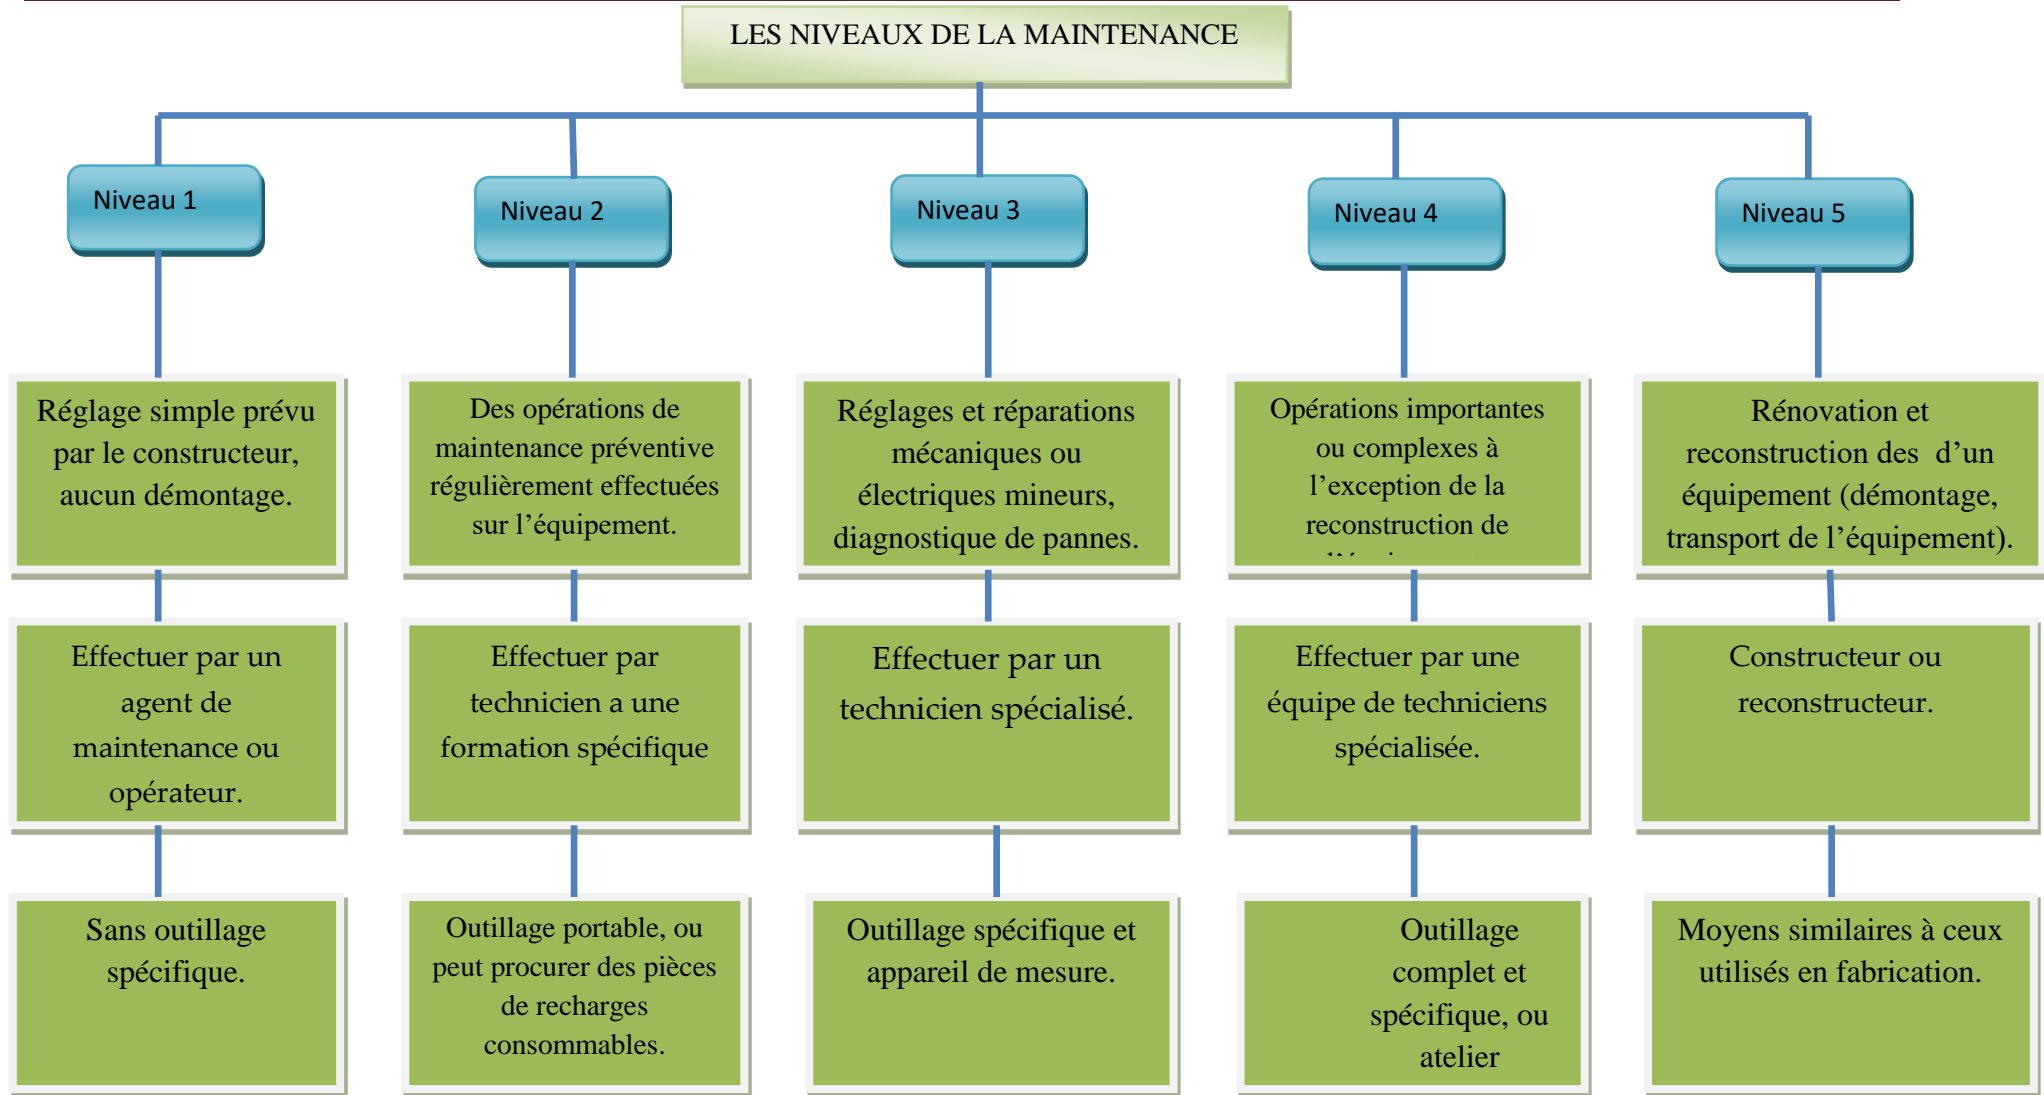 LES NIVEAUX DE LA MAINTENANCE
Niveau 1
Niveau 2
Niveau 3
Niveau 4
Niveau 5
Réglage simple prévu
par le constructeur,
aucun démontage.
Des opérations de
maintenance préventive
régulièrement effectuées
sur l’équipement.
Réglages et réparations
mécaniques ou
électriques mineurs,
diagnostique de pannes.
Opérations importantes
ou complexes à
l’exception de la
reconstruction de
Rénovation et
reconstruction des d’un
équipement (démontage,
transport de l’équipement).
Effectuer par un
agent de
maintenance ou
opérateur.
Effectuer par
technicien a une
formation spécifique
Effectuer par un
technicien spécialisé.
Effectuer par une
équipe de techniciens
spécialisée.
Constructeur ou
reconstructeur.
Sans outillage
spécifique.
Outillage portable, ou
peut procurer des pièces
de recharges
consommables.
Outillage spécifique et
appareil de mesure.
Outillage
complet et
spécifique, ou
atelier
Moyens similaires à ceux
utilisés en fabrication.